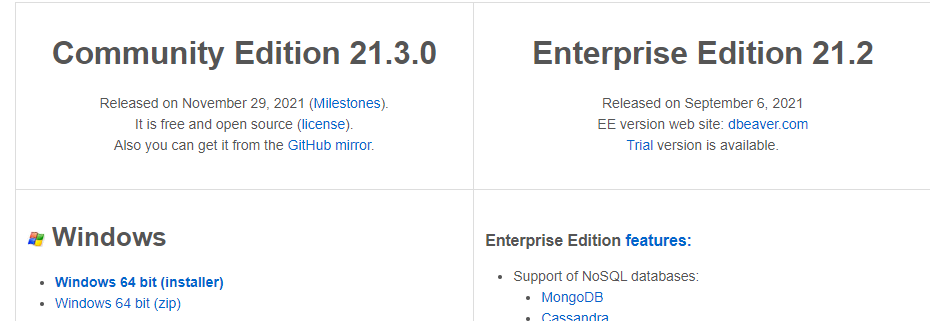 Community Edition 21.3.0
Released on November 29, 2021 (Milestones).
It is free and open source (license).
Also you can get it from the GitHub mirror.
Enterprise Edition 21.2
Released on September 6, 2021
EE version web site: dbeaver.com
Trial version is available.
Windows
• Windows 64 bit (installer)
• Windows 64 bit (zip)
Enterprise Edition features:
• Support of NoSQL databases:
• MongoDB
• Cassandra